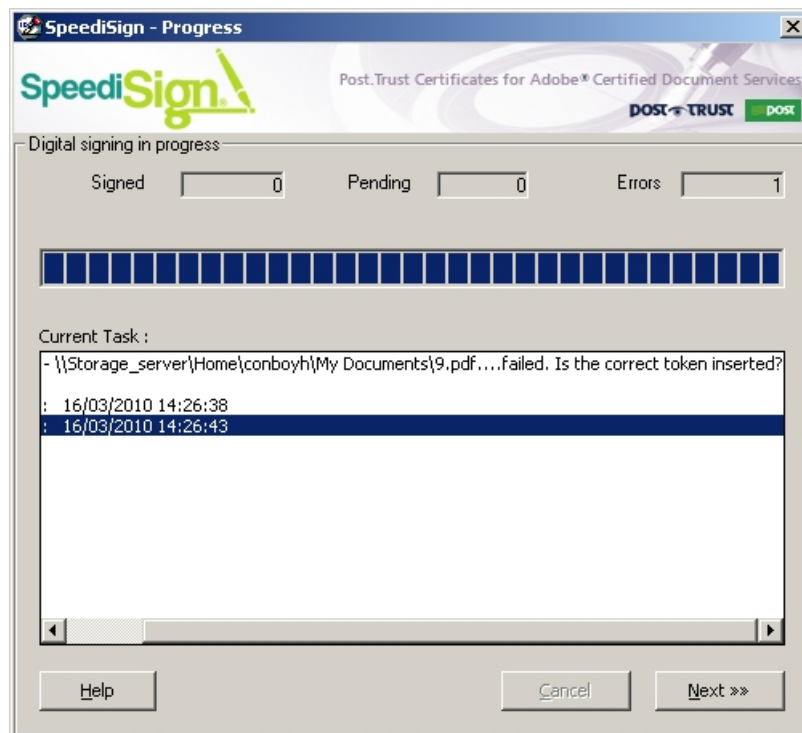 SpeediSign - Progress
SpeediSign®
Post.Trust Certificates for Adobe® Certified Document Services
POST TRUST post
Digital signing in progress
Signed 0 Pending 0 Errors 1
Current Task :
- \\Storage_server\Home\conboyh\My Documents\9.pdf....failed. Is the correct token inserted?
: 16/03/2010 14:26:38
: 16/03/2010 14:26:43
Help Cancel Next »»